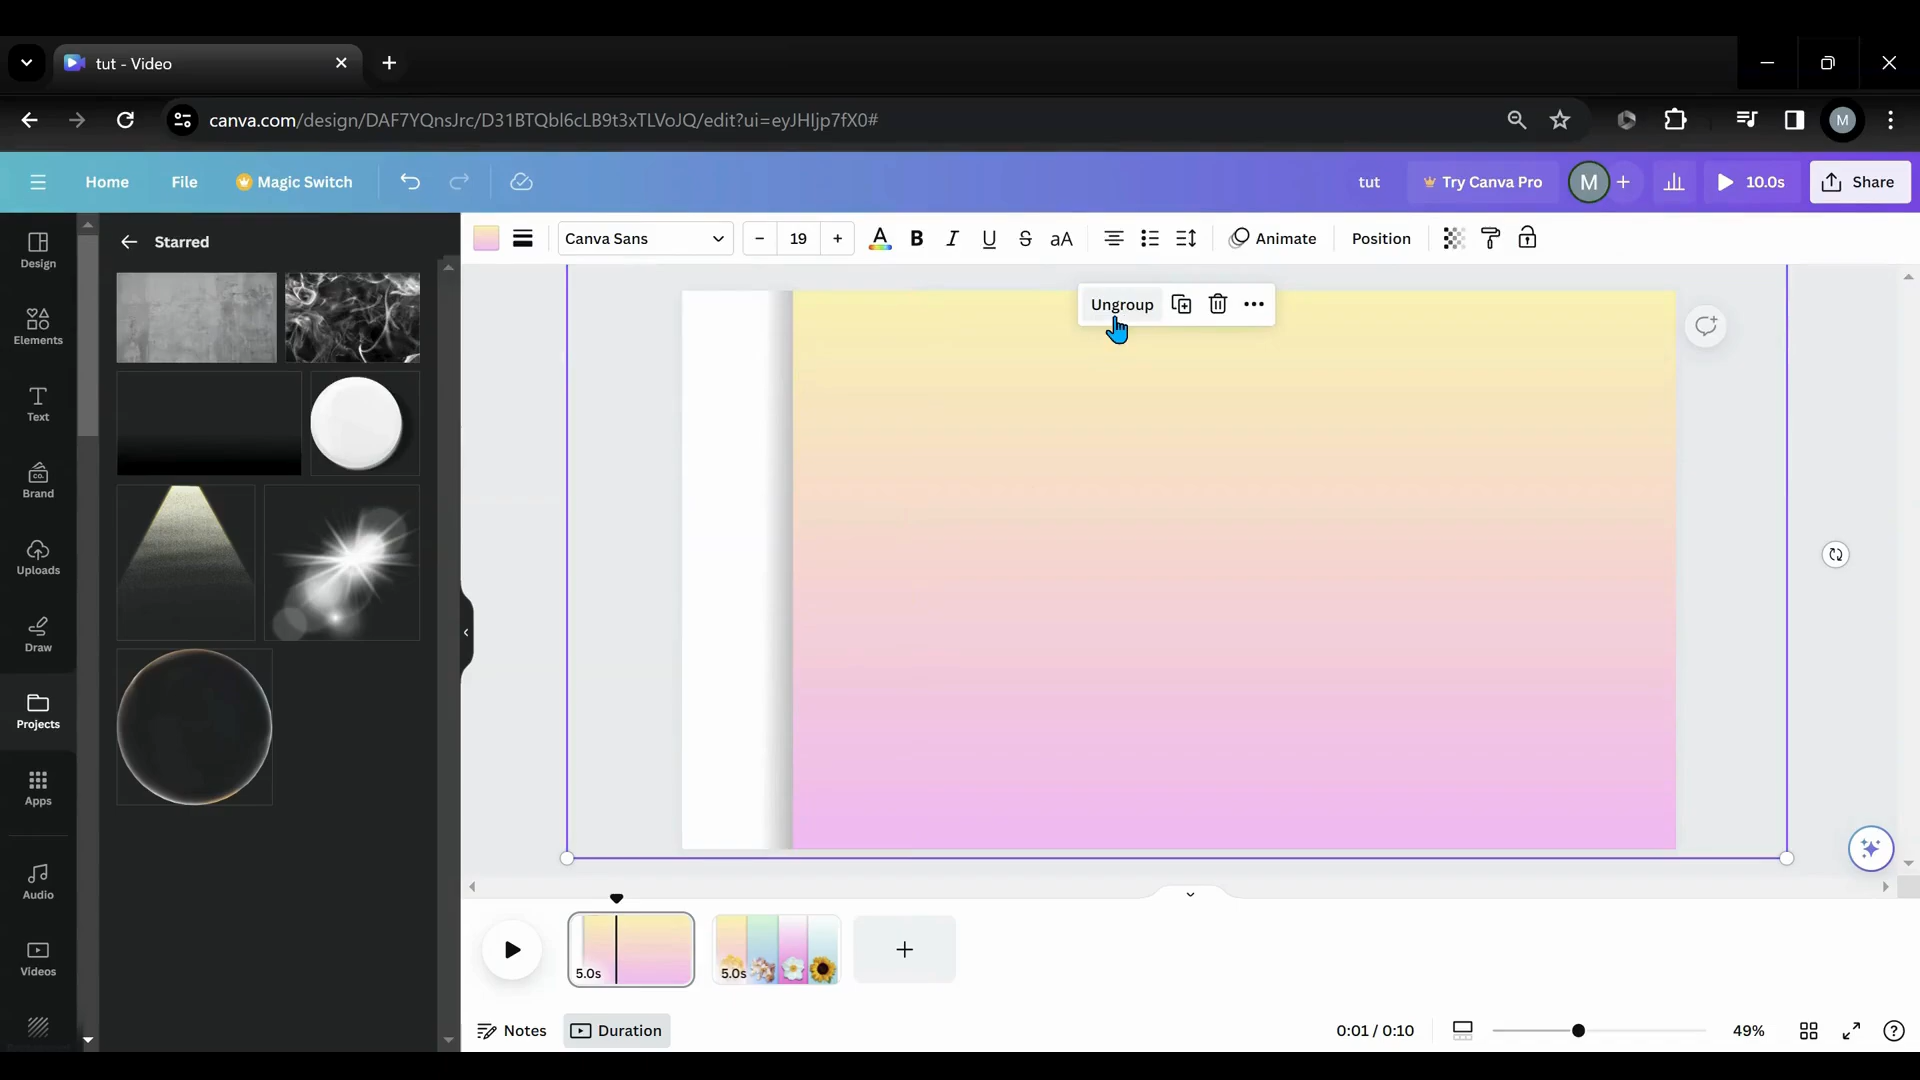 tut - Video
canva.com/design/DAF7YQnsJrc/D31BTQbl6cLB9t3xTLVoJQ/edit?ui=eyJHIjp7fX0#
M
Home
File
Magic Switch
tut
Try Canva Pro
M
10.0s
Share
Design
Elements
Text
Brand
Uploads
Draw
Projects
Apps
Audio
Videos
Starred
Canva Sans
19
A
B
I
U
S
aA
Animate
Position
Ungroup
5.0s
5.0s
Notes
Duration
0:01 / 0:10
49%